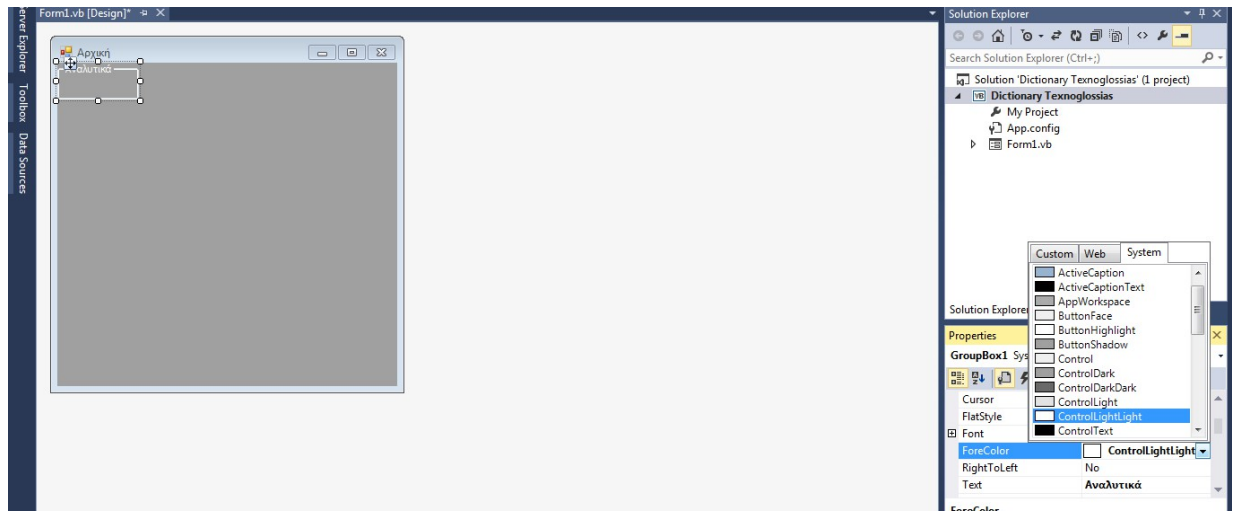 Server Explorer
Toolbox
Data Sources
Form1.vb [Design]*
Αρχική
Αναλυτικά
Solution Explorer
Search Solution Explorer (Ctrl+;)
Solution 'Dictionary Texnoglossias' (1 project)
VB Dictionary Texnoglossias
My Project
App.config
Form1.vb
Custom Web System
ActiveCaption
ActiveCaptionText
AppWorkspace
ButtonFace
ButtonHighlight
ButtonShadow
Control
ControlDark
ControlDarkDark
ControlLight
ControlLightLight
ControlText
Solution Explorer
Properties
GroupBox1 Sys
Cursor
FlatStyle
Font
ForeColor ControlLightLight
RightToLeft No
Text Αναλυτικά
ForeColor